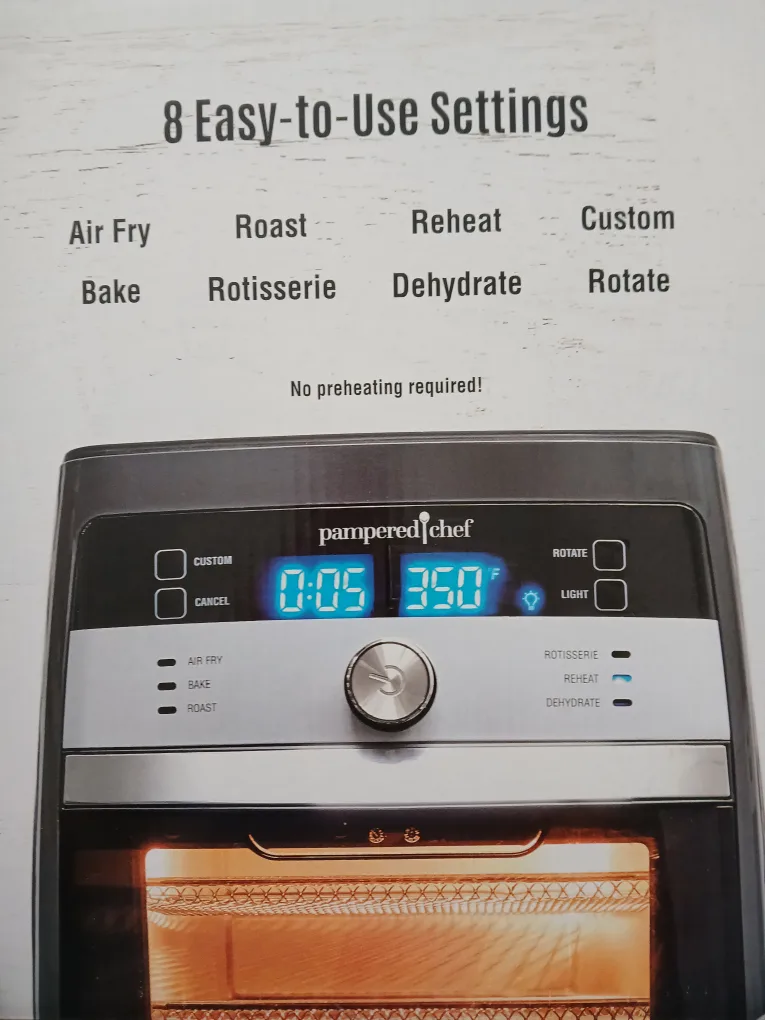 8 Easy-to-Use Settings
Air Fry Roast Reheat Custom
Bake Rotisserie Dehydrate Rotate
No preheating required!
pampered chef
CUSTOM
CANCEL
0:05 350°F
ROTATE
LIGHT
AIR FRY
BAKE
ROAST
ROTISSERIE
REHEAT
DEHYDRATE